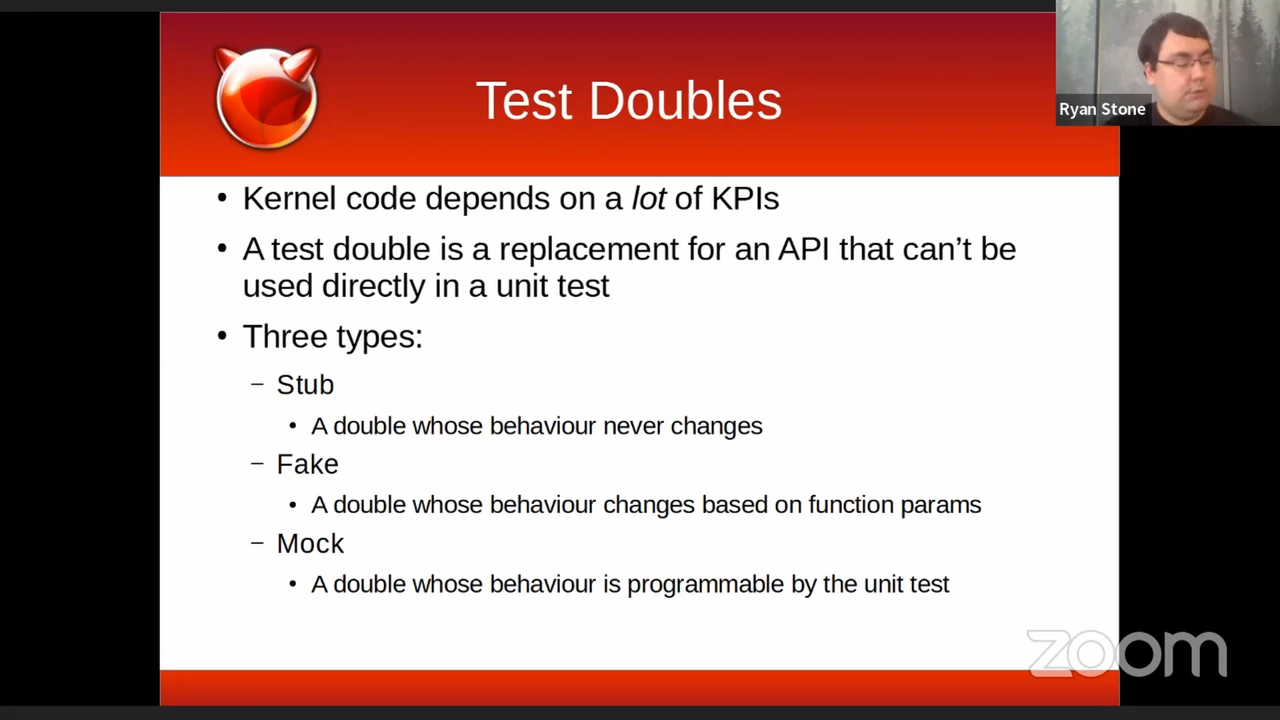 Test Doubles
Ryan Stone
• Kernel code depends on a lot of KPIs
• A test double is a replacement for an API that can’t be
used directly in a unit test
• Three types:
– Stub
• A double whose behaviour never changes
– Fake
• A double whose behaviour changes based on function params
– Mock
• A double whose behaviour is programmable by the unit test
zoom